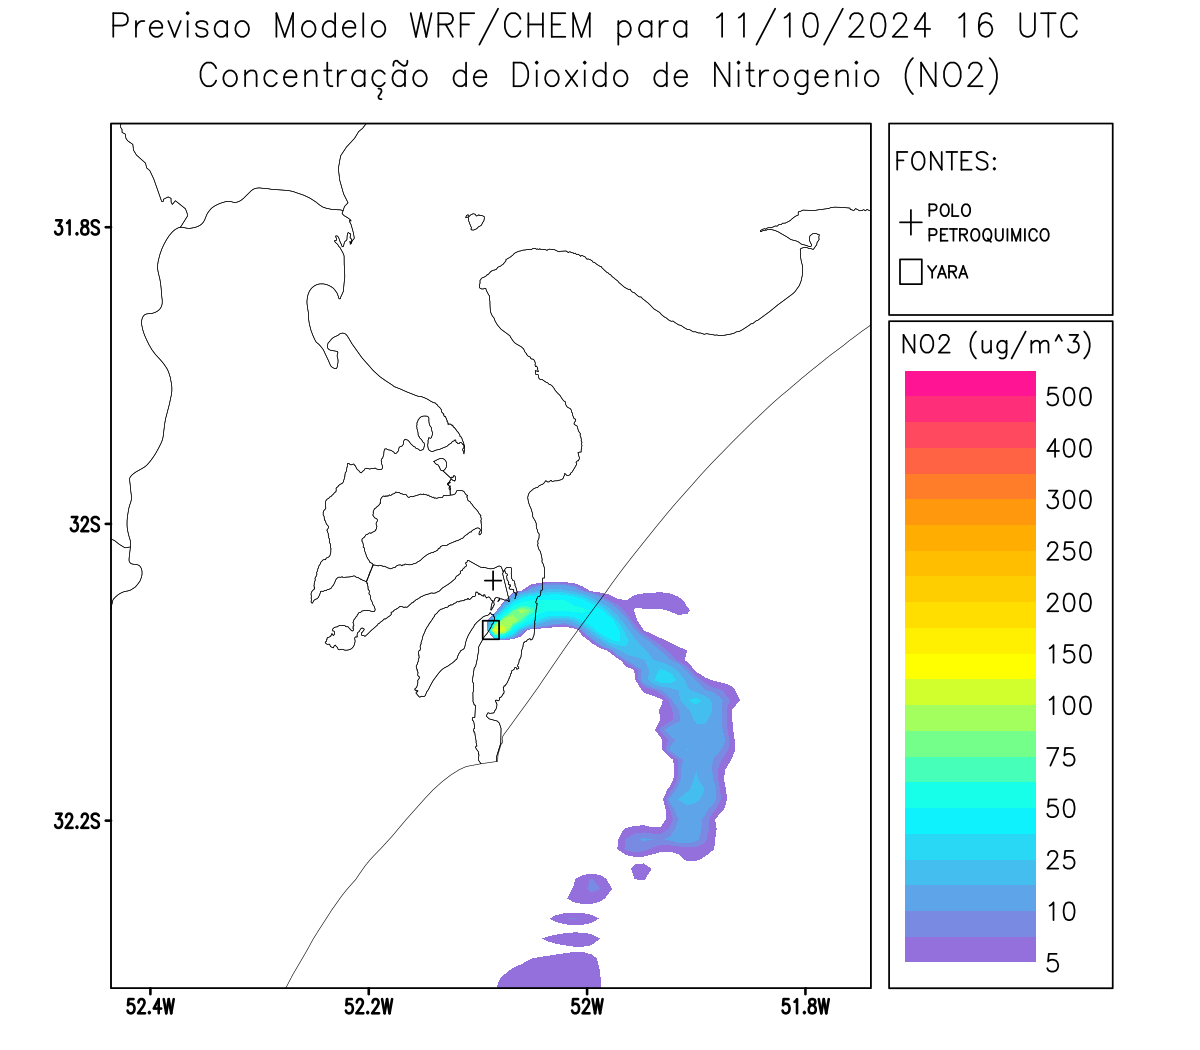 Previsao Modelo WRF/CHEM para 11/10/2024 16 UTC
Concentração de Dioxido de Nitrogenio (NO2)
FONTES:
POLO
PETROQUIMICO
YARA
NO2 (ug/m^3)
500
400
300
250
200
150
100
75
50
25
10
5
31.8S
32S
32.2S
52.4W
52.2W
52W
51.8W